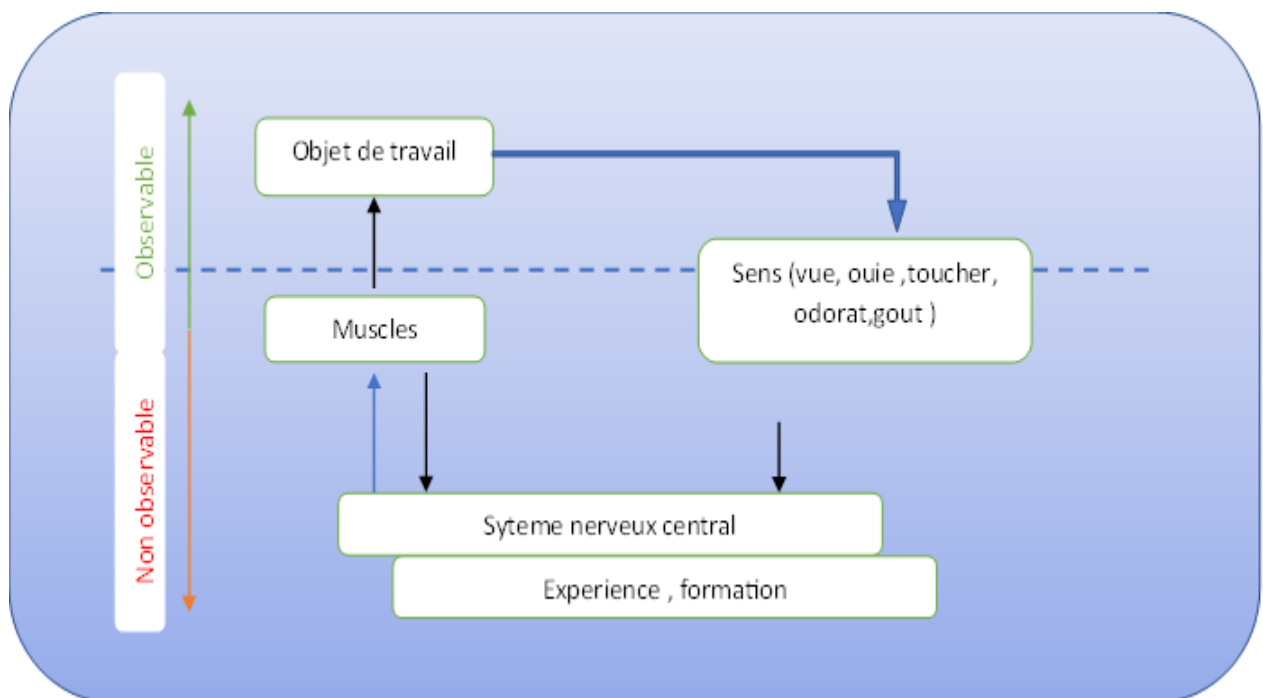 Observable
Non observable
Objet de travail
Sens (vue, ouie ,toucher,
odorat,gout )
Muscles
Syteme nerveux central
Experience , formation